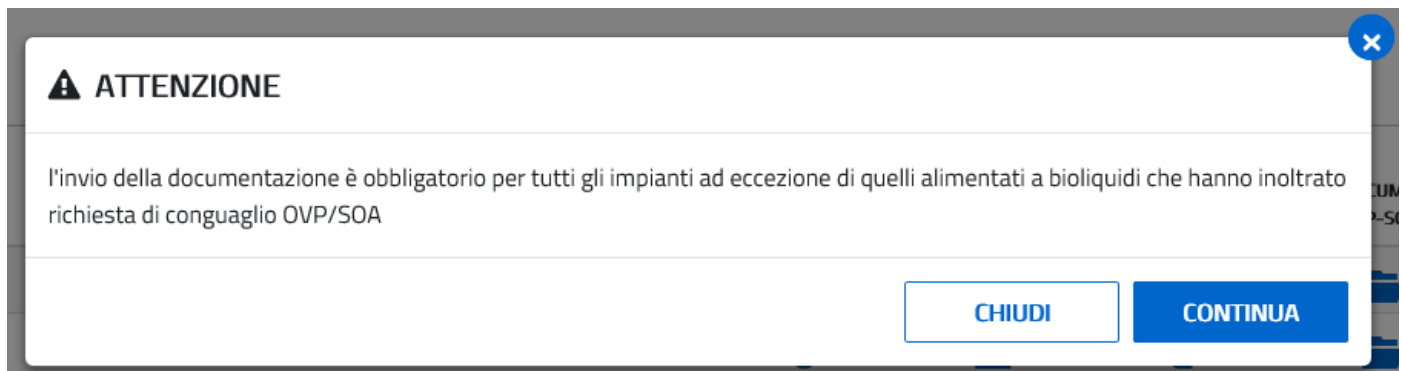 ATTENZIONE
l'invio della documentazione è obbligatorio per tutti gli impianti ad eccezione di quelli alimentati a bioliquidi che hanno inoltrato
richiesta di conguaglio OVP/SOA
CHIUDI
CONTINUA